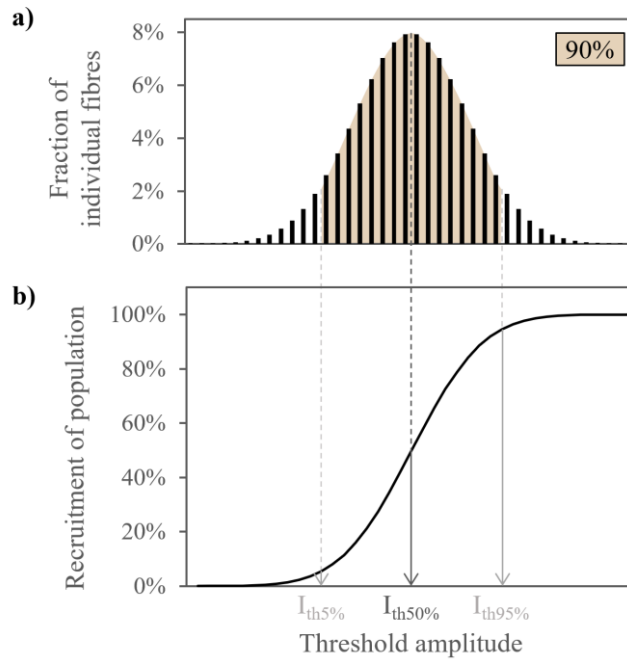 a)
90%
Fraction of
individual fibres
8%
6%
4%
2%
0%
b)
Recruitment of population
100%
80%
60%
40%
20%
0%
Ith5%
Ith50%
Ith95%
Threshold amplitude